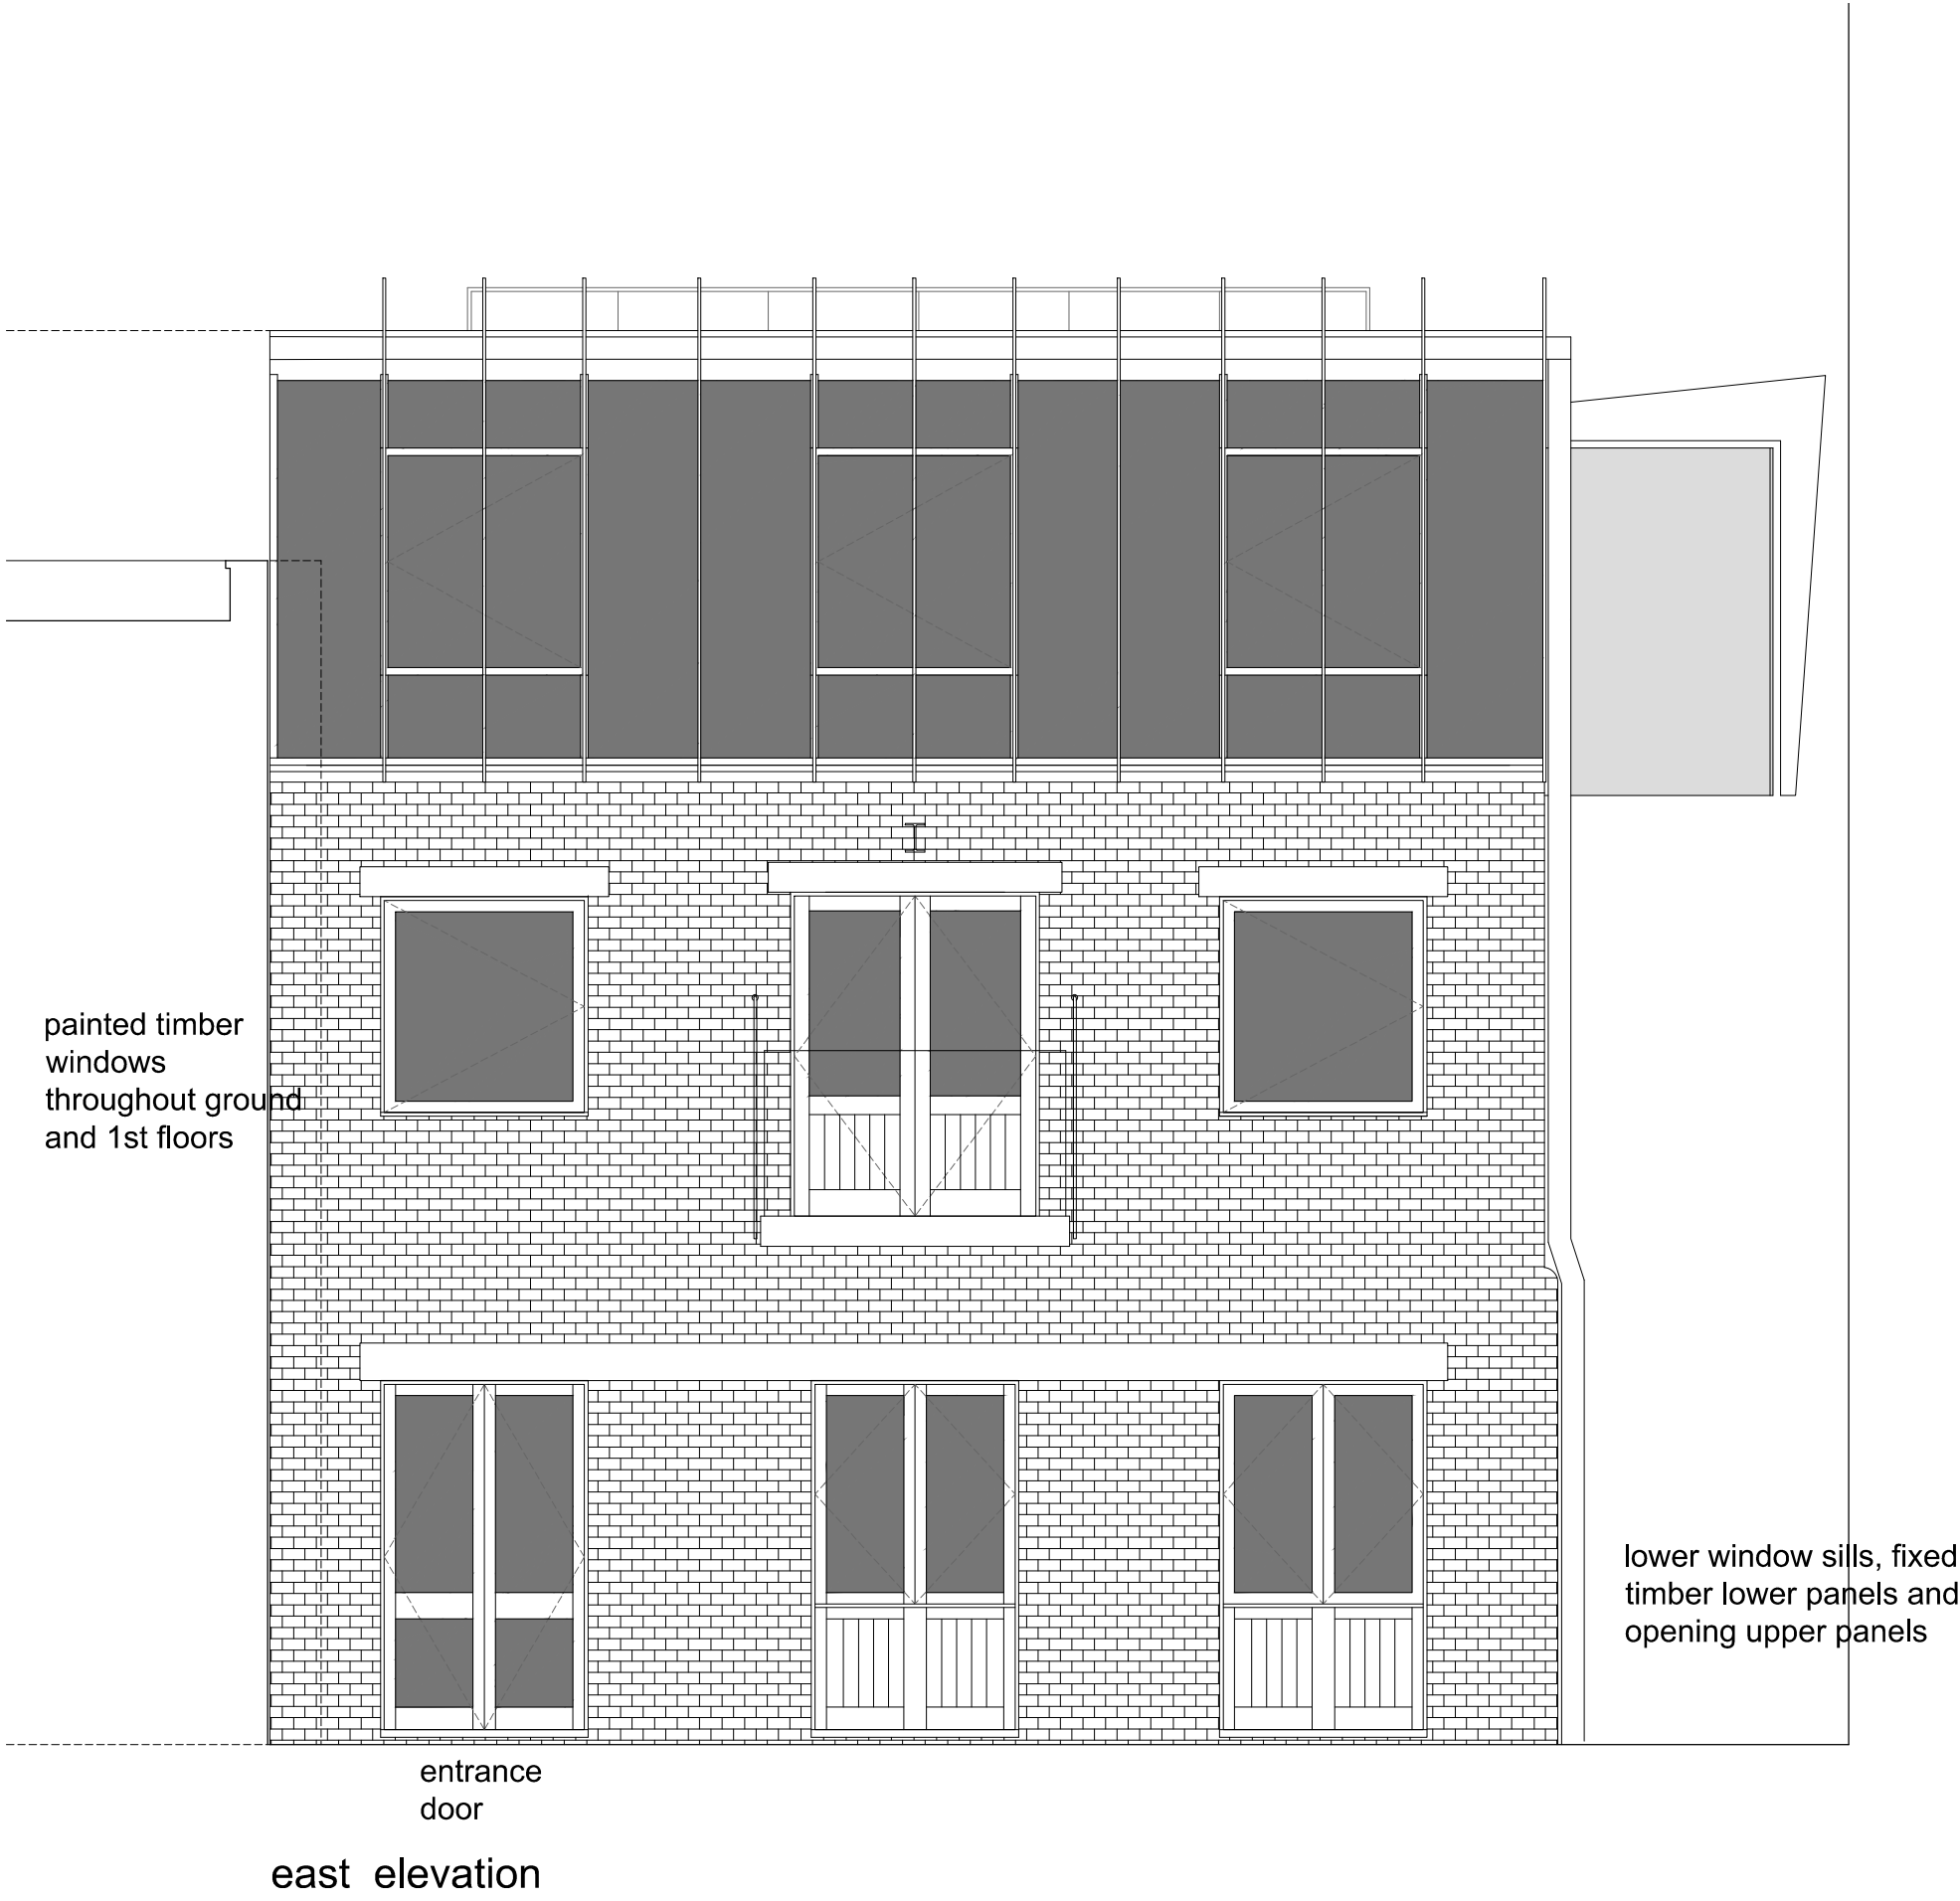 painted timber
windows
throughout ground
and 1st floors
lower window sills, fixed
timber lower panels and
opening upper panels
entrance
door
east elevation